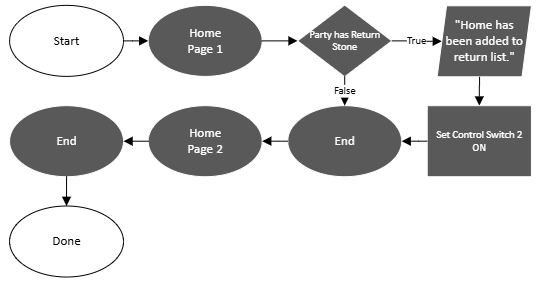 Start
Home
Page 1
Party has Return
Stone
True
"Home has
been added to
return list."
False
Set Control Switch 2
ON
End
Home
Page 2
End
Done